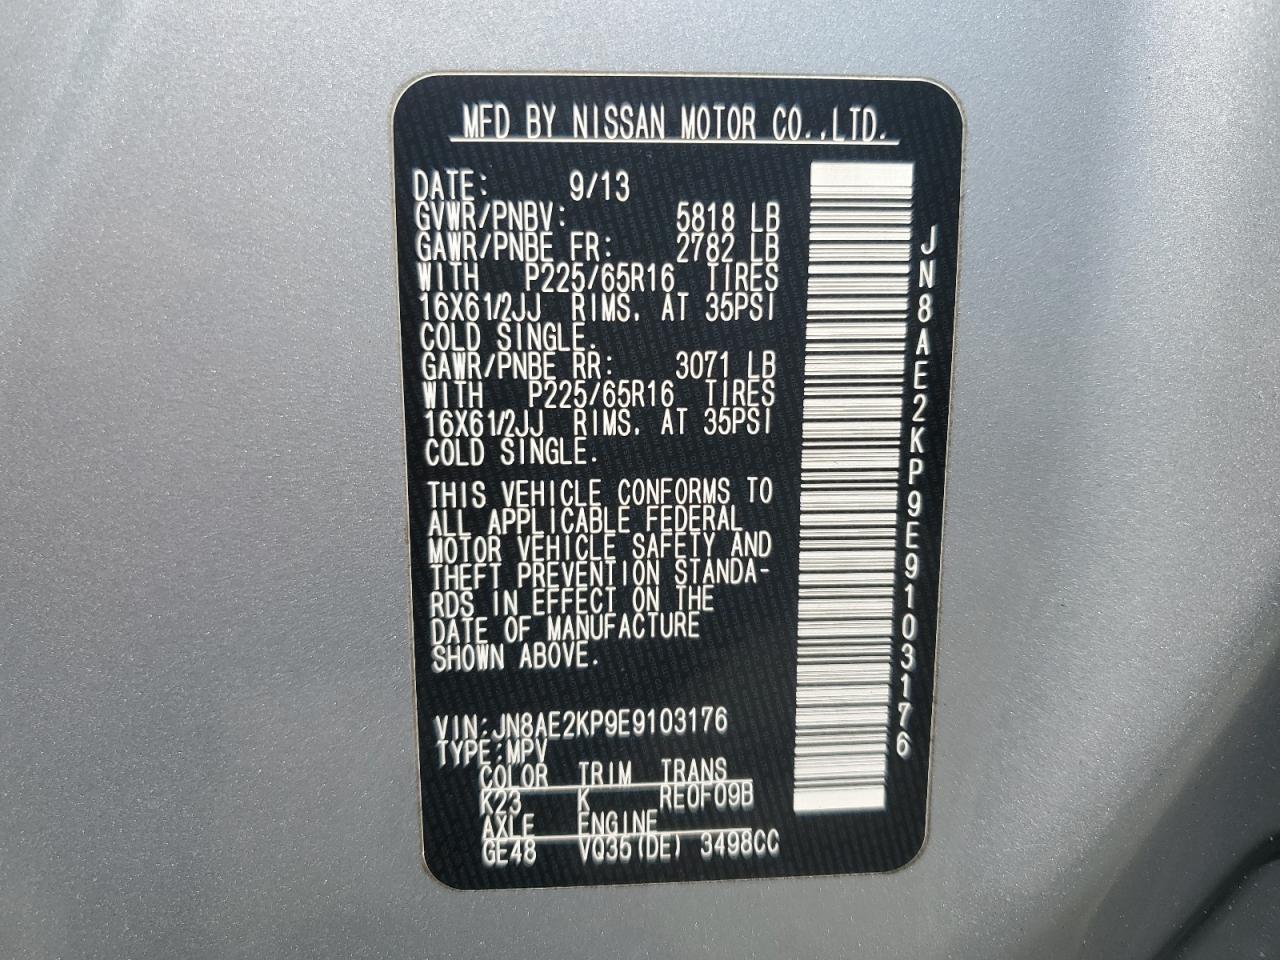 MFD BY NISSAN MOTOR CO.,LTD.
DATE: 9/13
GVWR/PNBV: 5818 LB
GAWR/PNBE FR: 2782 LB
WITH P225/65R16 TIRES
16X61/2JJ RIMS. AT 35PSI
COLD SINGLE.
GAWR/PNBE RR: 3071 LB
WITH P225/65R16 TIRES
16X61/2JJ RIMS. AT 35PSI
COLD SINGLE.
THIS VEHICLE CONFORMS TO
ALL APPLICABLE FEDERAL
MOTOR VEHICLE SAFETY AND
THEFT PREVENTION STANDA-
RDS IN EFFECT ON THE
DATE OF MANUFACTURE
SHOWN ABOVE.
VIN:JN8AE2KP9E9103176
TYPE:MPV
COLOR TRIM TRANS
K23 K RE0F09B
AXLE ENGINE
GE48 VQ35(DE) 3498CC
JN8AE2KP9E9103176